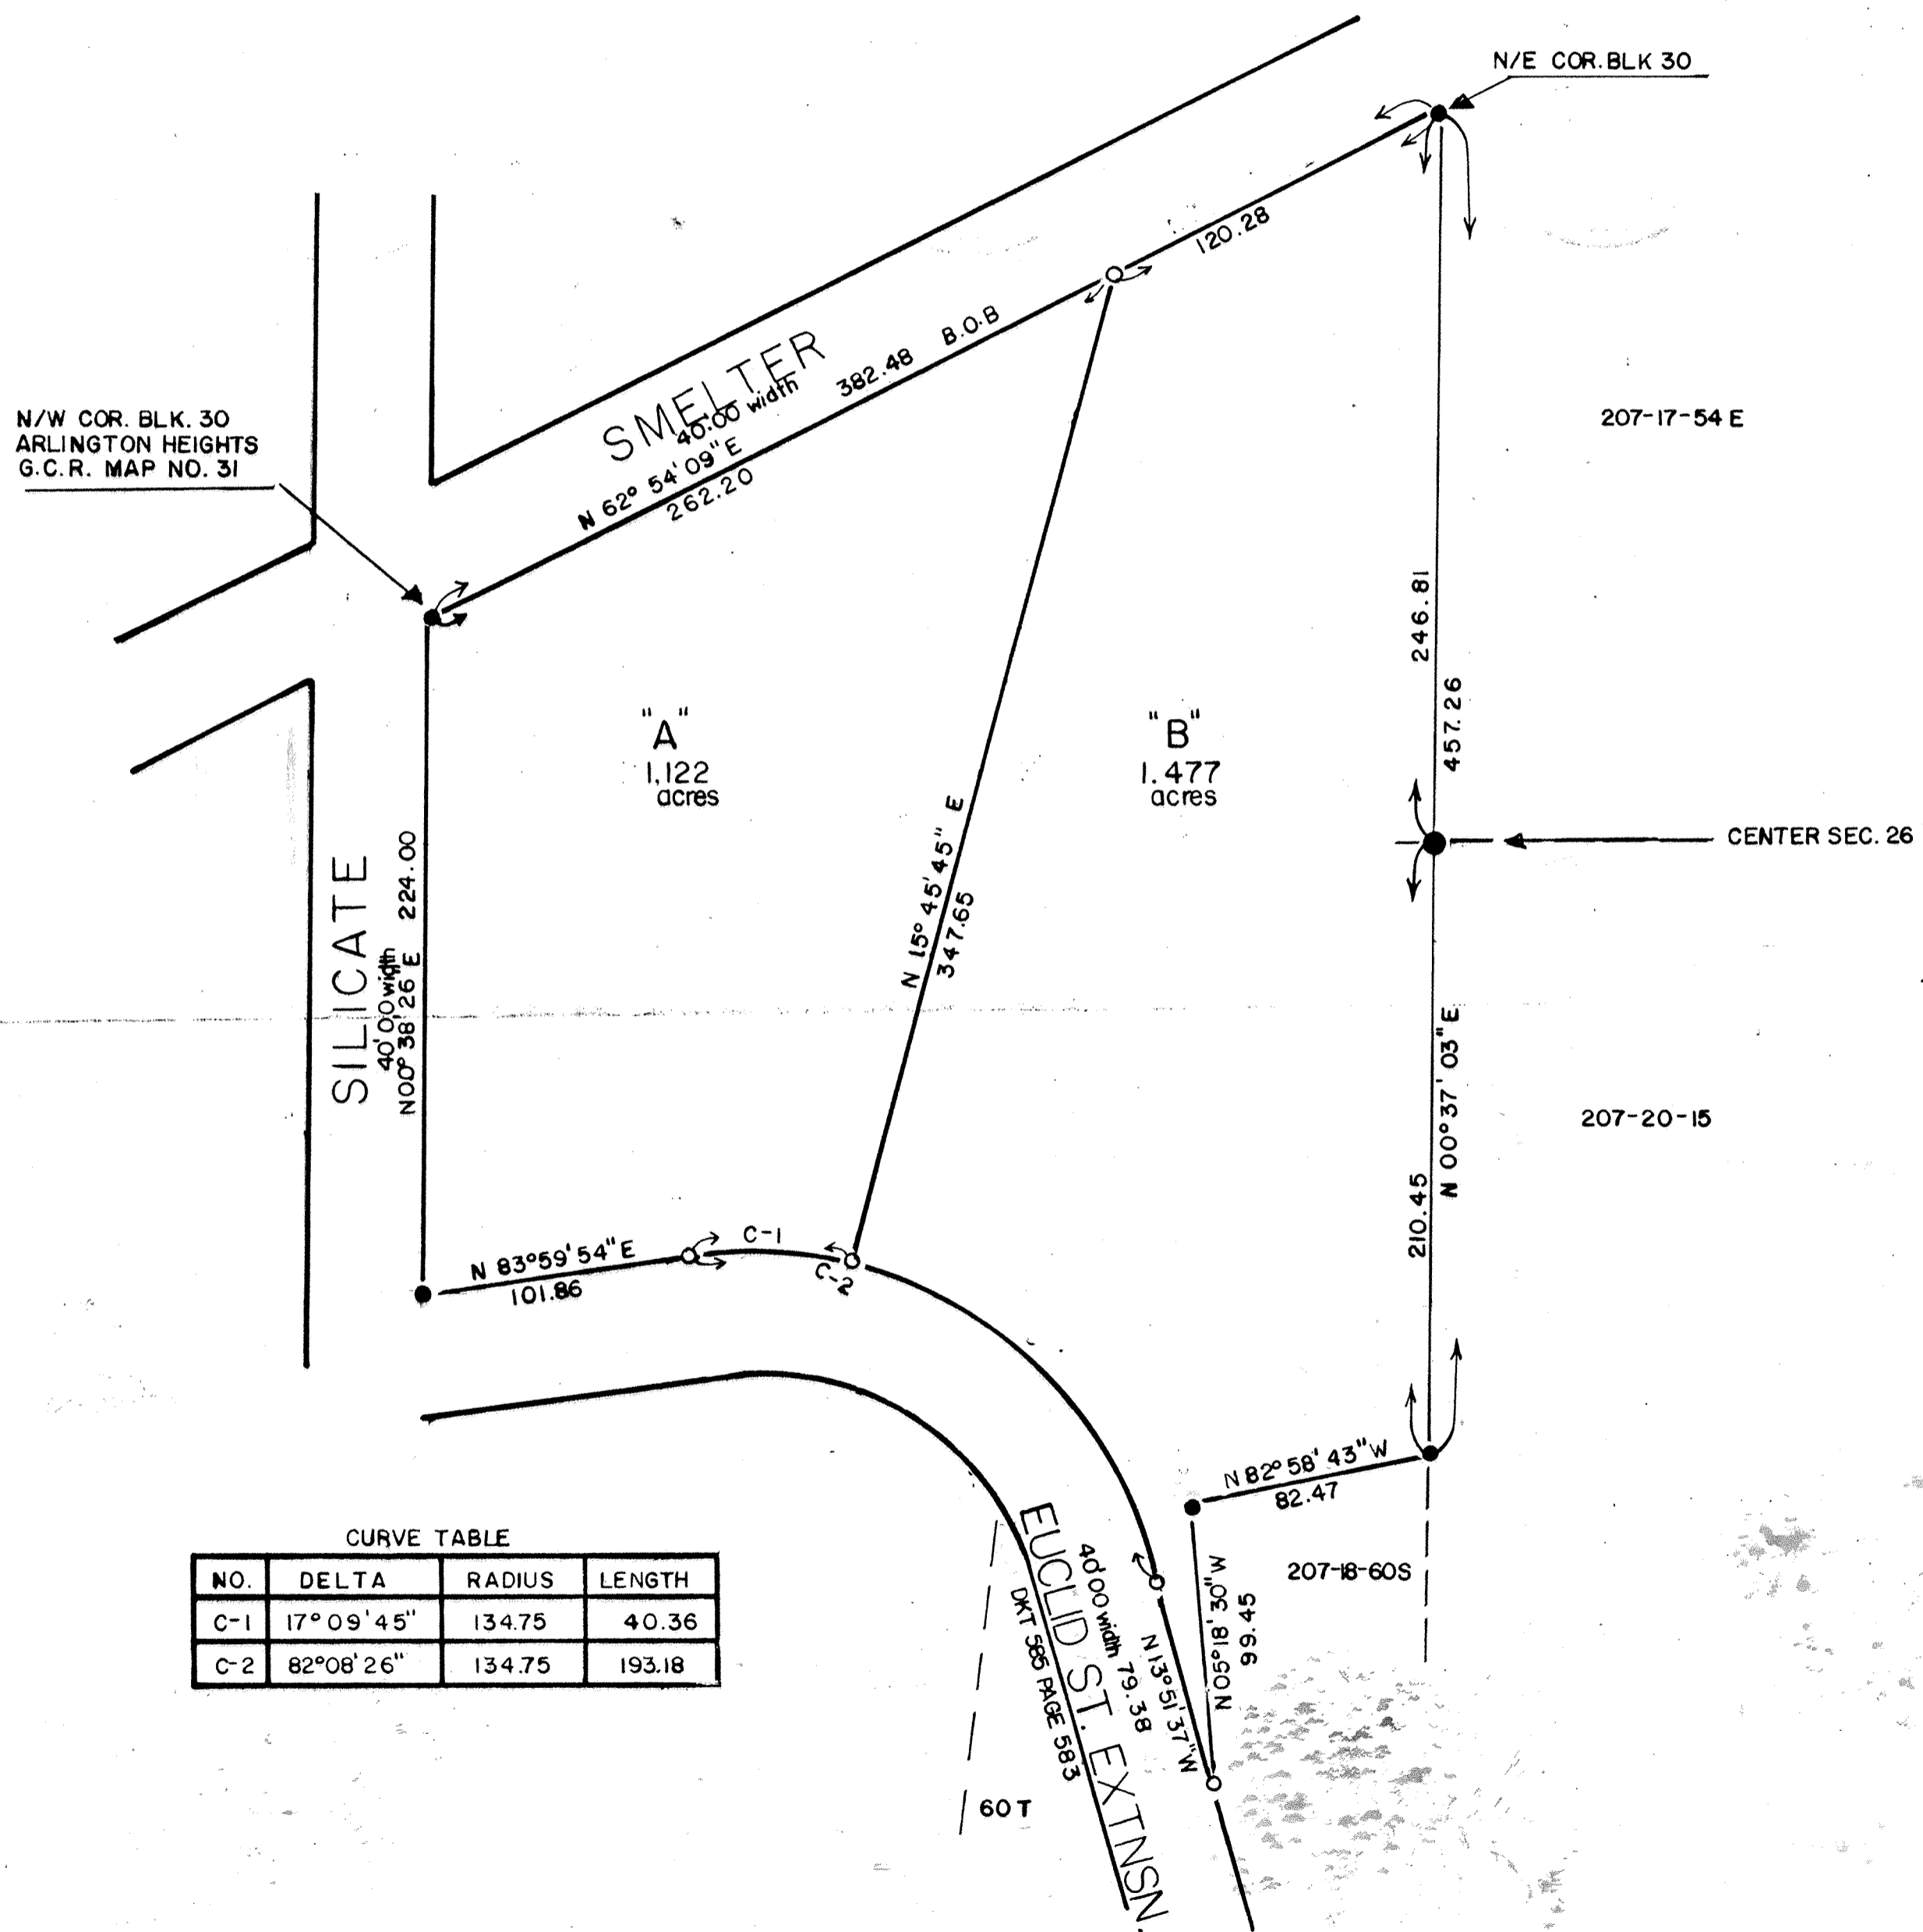 N/E COR. BLK 30
120.28
SMELTER
40.00 width
382.48 B.O.B
N 62° 54' 09" E
262.20
N/W COR. BLK. 30
ARLINGTON HEIGHTS
G.C.R. MAP NO. 31
207-17-54 E
246.81
457.26
"A"
1.122
acres
"B"
1.477
acres
CENTER SEC. 26
SILICATE
40'00 width
N00° 38' 26 E 224.00
N 15° 45' 45" E
347.65
N 00° 37' 03" E
210.45
207-20-15
N 83° 59' 54" E
101.86
C-1
C-2
N 82° 58' 43" W
82.47
207-18-60S
N 05° 18' 30" W
99.45
N 13° 51' 37" W
79.38
40'00 width
EUCLID ST. EXTNSN.
DKT 585 PAGE 583
60 T
CURVE TABLE
NO. DELTA RADIUS LENGTH
C-1 17° 09' 45" 134.75 40.36
C-2 82° 08' 26" 134.75 193.18